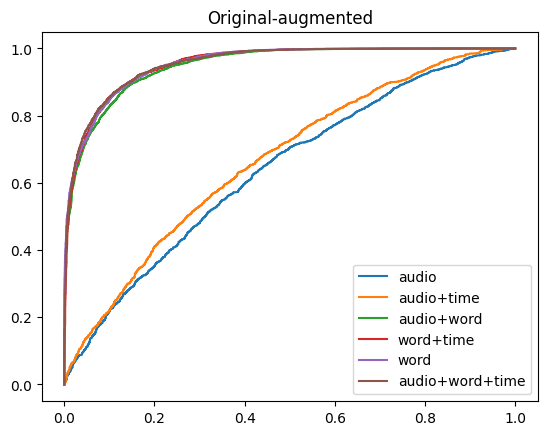 Original-augmented
1.0
0.8
0.6
0.4
0.2
0.0
audio
audio+time
audio+word
word+time
word
audio+word+time
0.0 0.2 0.4 0.6 0.8 1.0